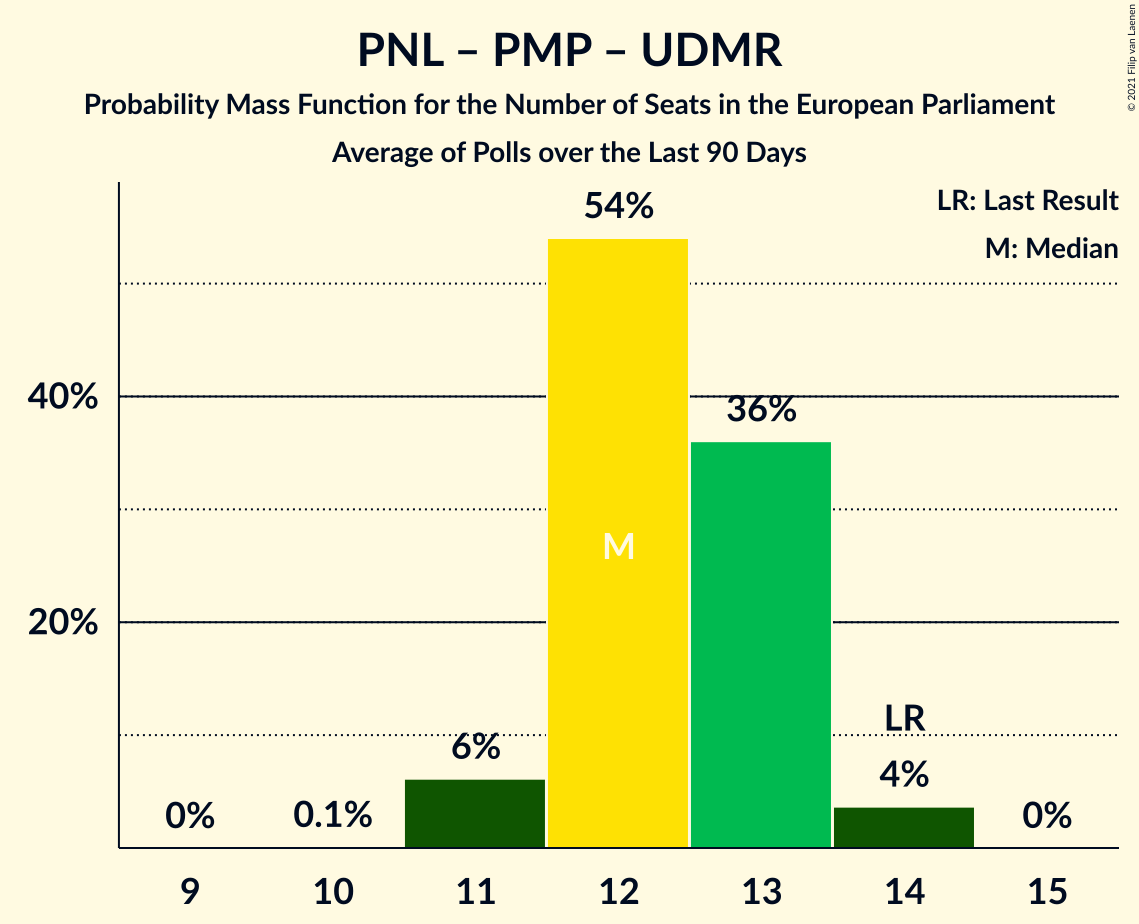 PNL – PMP – UDMR
Probability Mass Function for the Number of Seats in the European Parliament
Average of Polls over the Last 90 Days
© 2021 Filip van Laenen
LR: Last Result
M: Median
54%
40%
36%
M
20%
LR
6%
4%
0%
0.1%
0%
9 10 11 12 13 14 15